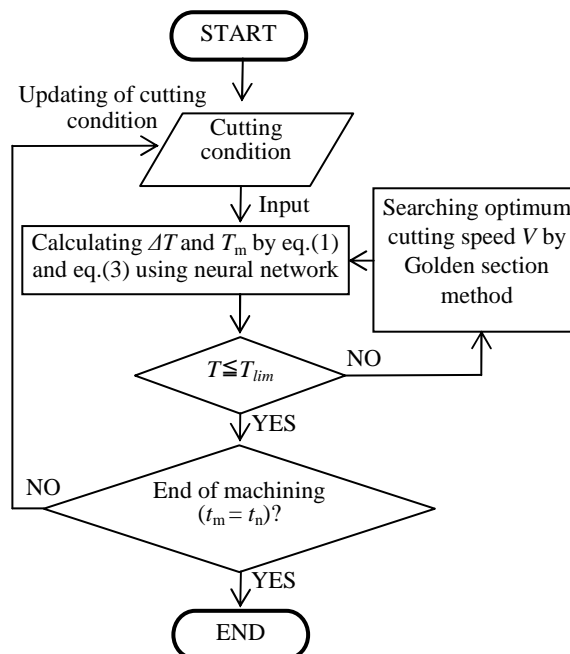 START
Updating of cutting
condition
Cutting
condition
Input
Calculating ΔT and Tm by eq.(1)
and eq.(3) using neural network
Searching optimum
cutting speed V by
Golden section
method
T≦Tlim
NO
YES
End of machining
(tm = tn)?
NO
YES
END